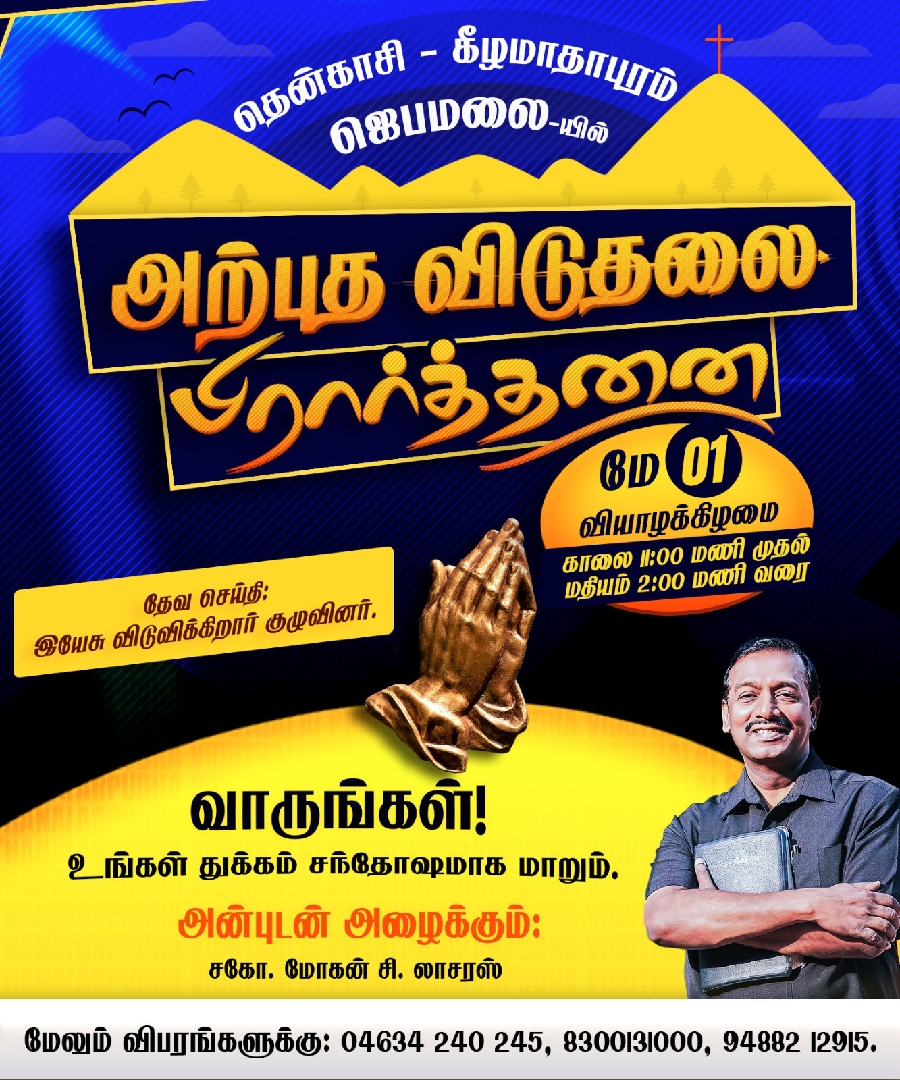 தென்காசி - கீழமாதாபுரம்
ஜெபமலை-யில்
அற்புத விடுதலை
பிரார்த்தனை
மே 01
வியாழக்கிழமை
காலை 11:00 மணி முதல்
மதியம் 2:00 மணி வரை
தேவ செய்தி:
இயேசு விடுவிக்கிறார் குழுவினர்.
வாருங்கள்!
உங்கள் துக்கம் சந்தோஷமாக மாறும்.
அன்புடன் அழைக்கும்:
சகோ. மோகன் சி. லாசரஸ்
மேலும் விபரங்களுக்கு: 04634 240 245, 8300131000, 94882 12915.